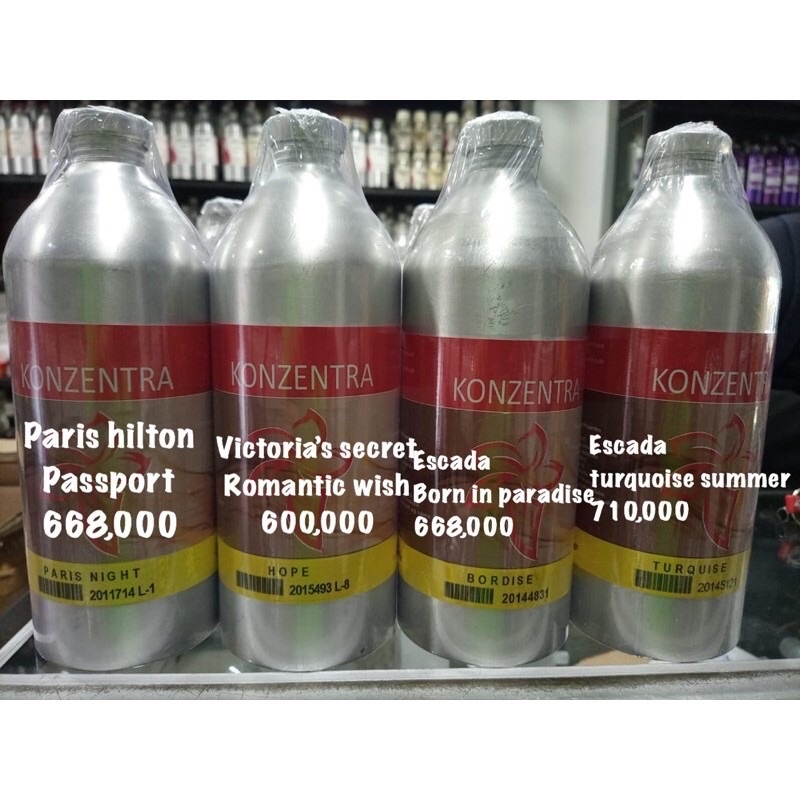 KONZENTRA
Paris hilton
Passport
668,000
PARIS NIGHT
2011714 L-1
KONZENTRA
Victoria's secret
Romantic wish
600,000
HOPE
2015493 L-8
KONZENTRA
Escada
Born in paradise
668,000
BORDISE
20144831
KONZENTR
Escada
turquoise summer
710,000
TURQUISE